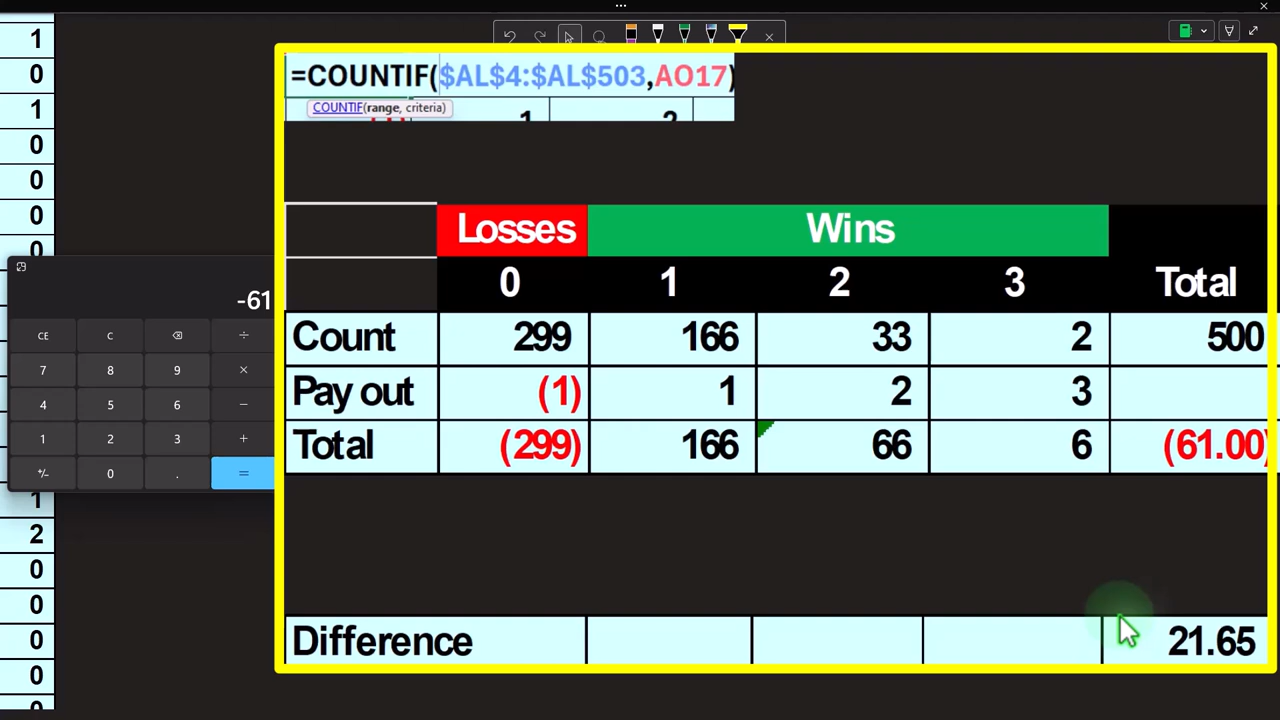 1
0
1
0
0
0
0
1
2
0
0
0
0
-61
CE C ÷
7 8 9 ×
4 5 6 −
1 2 3 +
+/- 0 . =
=COUNTIF($AL$4:$AL$503,AO17)
COUNTIF(range, criteria)
Losses Wins
0 1 2 3 Total
Count 299 166 33 2 500
Pay out (1) 1 2 3
Total (299) 166 66 6 (61.00)
Difference 21.65